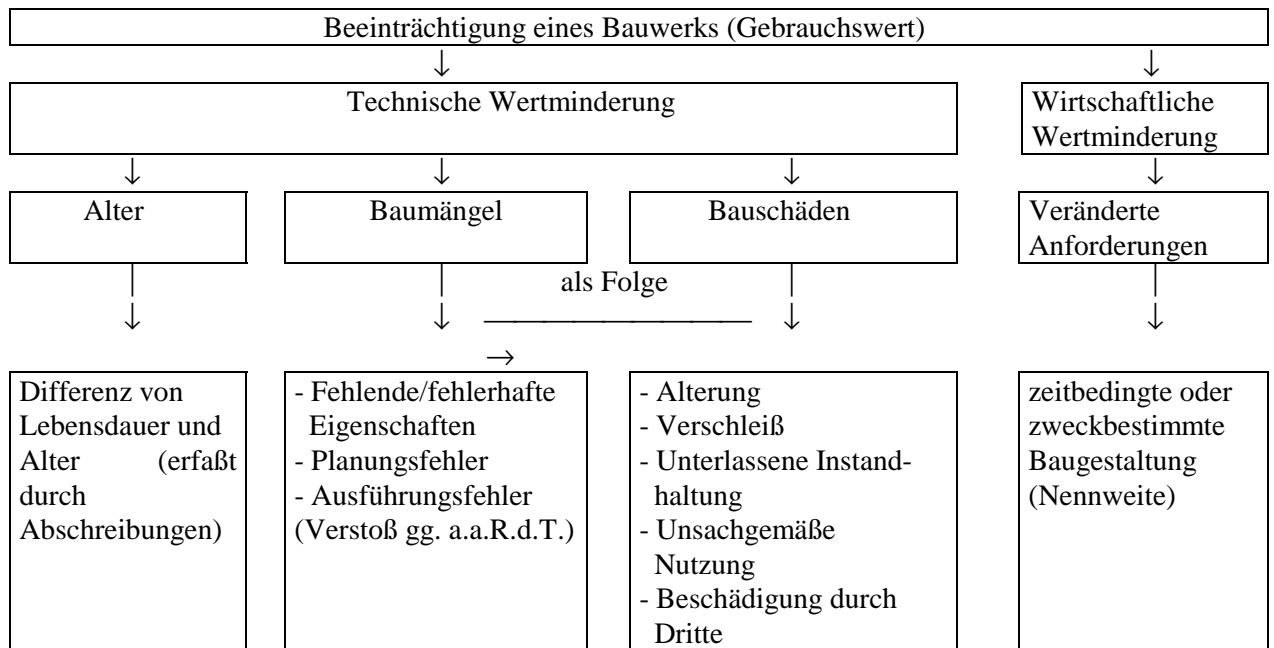 Beeinträchtigung eines Bauwerks (Gebrauchswert)
↓ ↓
Technische Wertminderung
Wirtschaftliche
Wertminderung
↓ ↓ ↓ ↓
Alter
Baumängel
Bauschäden
Veränderte
Anforderungen
als Folge
↓ ↓ ↓ ↓
→
Differenz von
Lebensdauer und
Alter (erfaßt
durch
Abschreibungen)
- Fehlende/fehlerhafte
Eigenschaften
- Planungsfehler
- Ausführungsfehler
(Verstoß gg. a.a.R.d.T.)
- Alterung
- Verschleiß
- Unterlassene Instand-
haltung
- Unsachgemäße
Nutzung
- Beschädigung durch
Dritte
zeitbedingte oder
zweckbestimmte
Baugestaltung
(Nennweite)